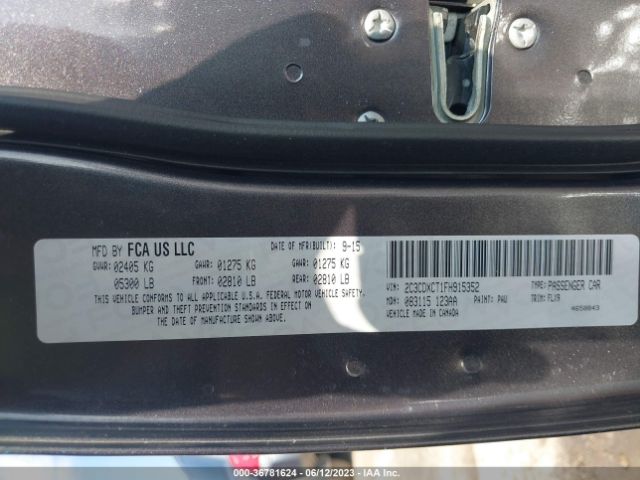 MFD BY FCA US LLC DATE OF MFR(BUILT): 9-15
GVWR: 02405 KG GAWR: 01275 KG GAWR: 01275 KG
05300 LB FRONT: 02810 LB REAR: 02810 LB
THIS VEHICLE CONFORMS TO ALL APPLICABLE U.S.A. FEDERAL MOTOR VEHICLE SAFETY,
BUMPER AND THEFT PREVENTION STANDARDS IN EFFECT ON
THE DATE OF MANUFACTURE SHOWN ABOVE.
VIN: 2C3CDXCT1FH915352 TYPE: PASSENGER CAR
MDH: 083115 123AA PAINT: PAU TRIM: FLX9
VEHICLE MADE IN CANADA 4650843
(000-36781624 | 06/12/2023 | IAA Inc.)